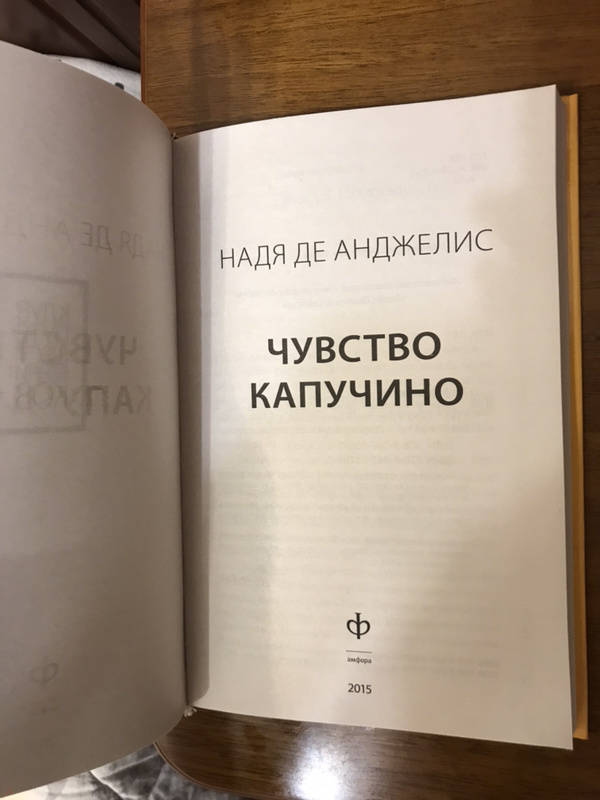 НАДЯ ДЕ АНДЖЕЛИС
ЧУВСТВО
КАПУЧИНО
амфора
2015